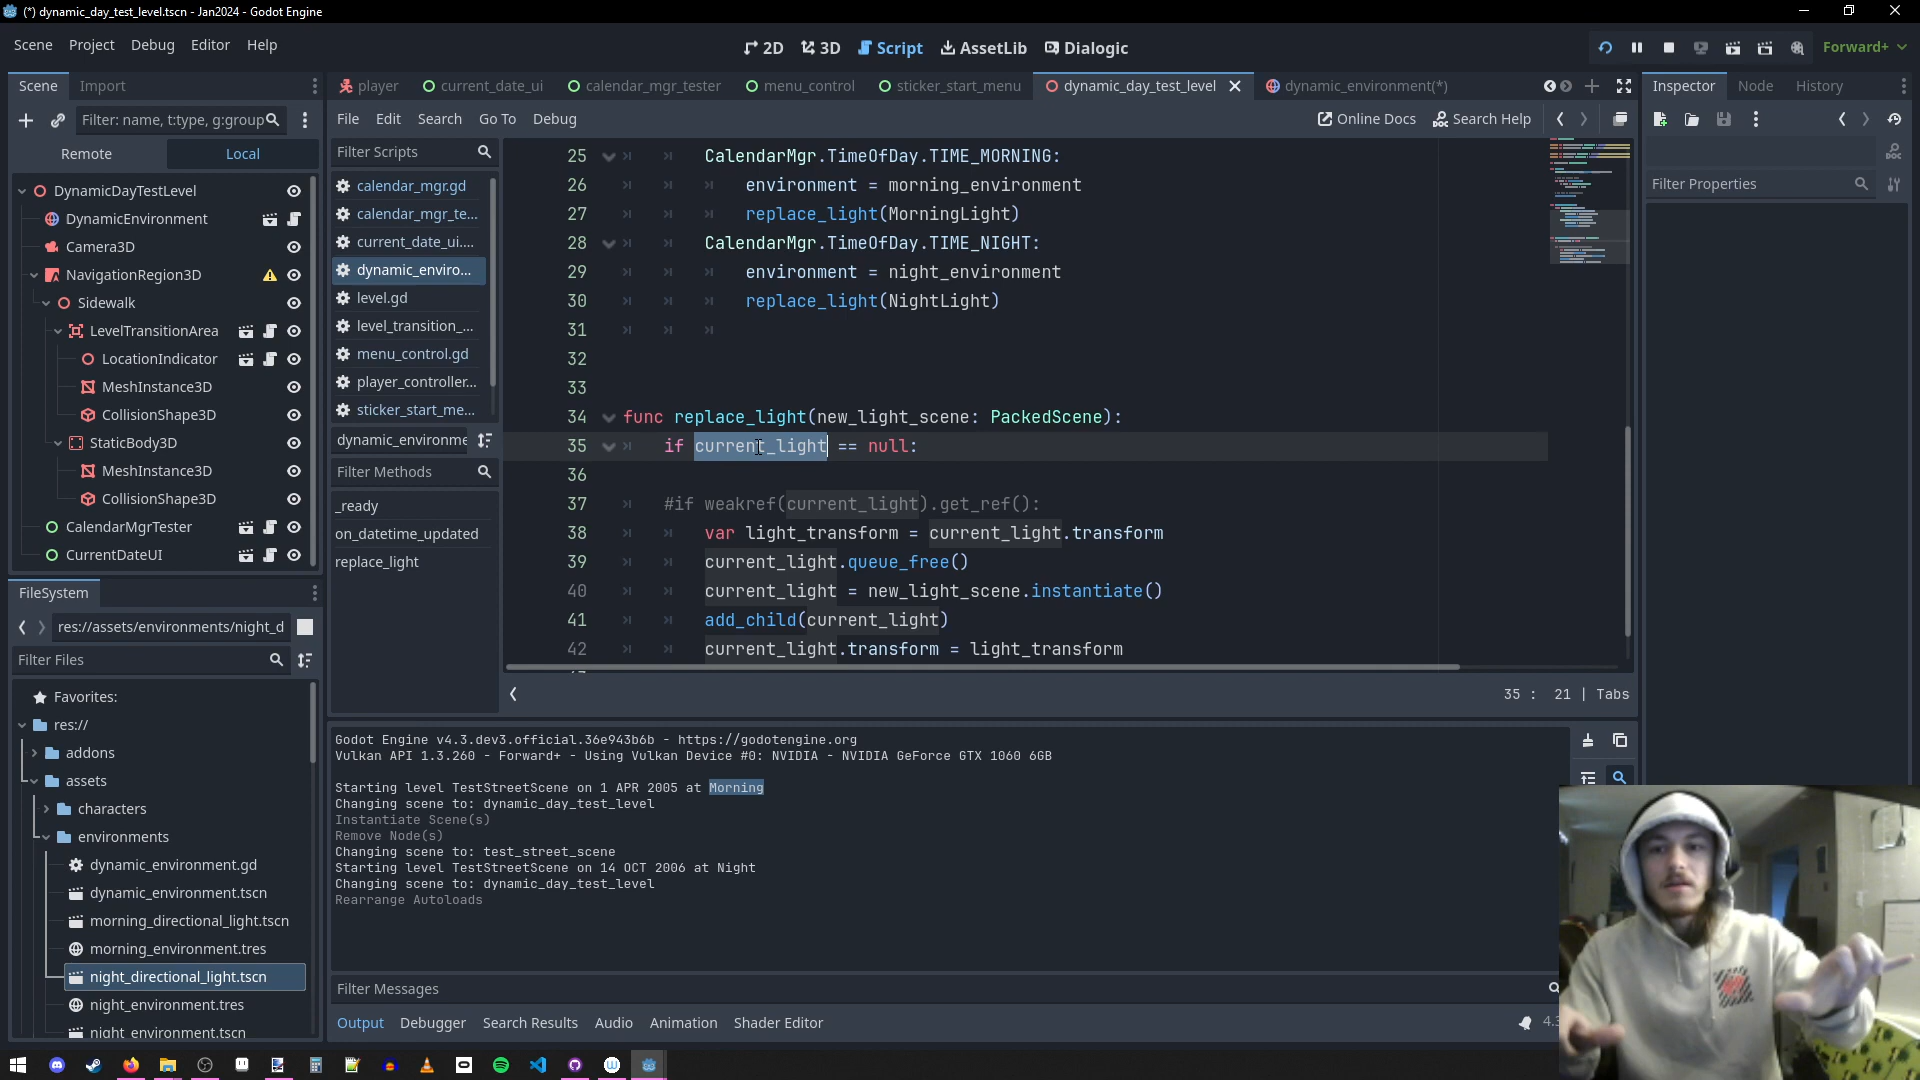 (*) dynamic_day_test_level.tscn - Jan2024 - Godot Engine
Scene Project Debug Editor Help
2D 3D Script AssetLib Dialogic
Forward+
Scene Import
player current_date_ui calendar_mgr_tester menu_control sticker_start_menu dynamic_day_test_level dynamic_environment(*)
Inspector Node History
Filter: name, t:type, g:group
File Edit Search Go To Debug
Online Docs Search Help
Remote Local
Filter Scripts
Filter Properties
DynamicDayTestLevel
DynamicEnvironment
Camera3D
NavigationRegion3D
Sidewalk
LevelTransitionArea
LocationIndicator
MeshInstance3D
CollisionShape3D
StaticBody3D
MeshInstance3D
CollisionShape3D
CalendarMgrTester
CurrentDateUI
calendar_mgr.gd
calendar_mgr_te...
current_date_ui....
dynamic_enviro...
level.gd
level_transition_...
menu_control.gd
player_controller...
sticker_start_me...
dynamic_environme
Filter Methods
_ready
on_datetime_updated
replace_light
25 CalendarMgr.TimeOfDay.TIME_MORNING:
26 environment = morning_environment
27 replace_light(MorningLight)
28 CalendarMgr.TimeOfDay.TIME_NIGHT:
29 environment = night_environment
30 replace_light(NightLight)
31
32
33
34 func replace_light(new_light_scene: PackedScene):
35 if current_light == null:
36
37 #if weakref(current_light).get_ref():
38 var light_transform = current_light.transform
39 current_light.queue_free()
40 current_light = new_light_scene.instantiate()
41 add_child(current_light)
42 current_light.transform = light_transform
35 : 21 | Tabs
FileSystem
res://assets/environments/night_d
Filter Files
Favorites:
res://
addons
assets
characters
environments
dynamic_environment.gd
dynamic_environment.tscn
morning_directional_light.tscn
morning_environment.tres
night_directional_light.tscn
night_environment.tres
night_environment.tscn
Godot Engine v4.3.dev3.official.36e943b6b - https://godotengine.org
Vulkan API 1.3.260 - Forward+ - Using Vulkan Device #0: NVIDIA - NVIDIA GeForce GTX 1060 6GB
Starting level TestStreetScene on 1 APR 2005 at Morning
Changing scene to: dynamic_day_test_level
Instantiate Scene(s)
Remove Node(s)
Changing scene to: test_street_scene
Starting level TestStreetScene on 14 OCT 2006 at Night
Changing scene to: dynamic_day_test_level
Rearrange Autoloads
Filter Messages
Output Debugger Search Results Audio Animation Shader Editor